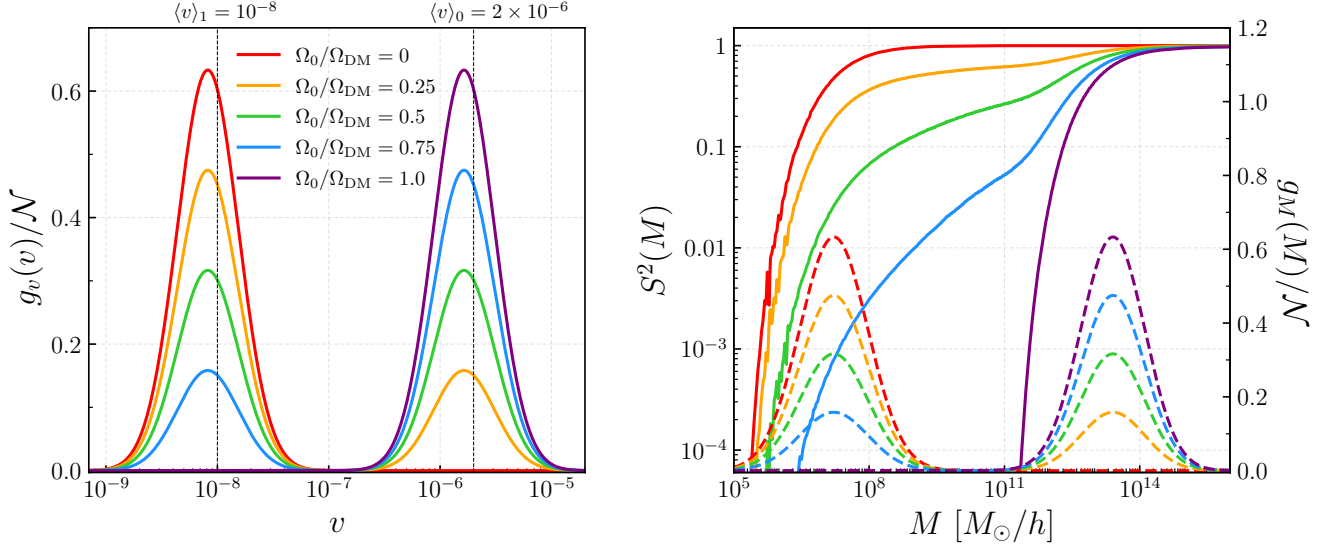 ⟨v⟩₁ = 10⁻⁸
⟨v⟩₀ = 2 × 10⁻⁶
g_v(v)/𝒩
0.6
0.4
0.2
0.0
Ω₀/Ω_DM = 0
Ω₀/Ω_DM = 0.25
Ω₀/Ω_DM = 0.5
Ω₀/Ω_DM = 0.75
Ω₀/Ω_DM = 1.0
10⁻⁹ 10⁻⁸ 10⁻⁷ 10⁻⁶ 10⁻⁵
v
S²(M)
1
0.1
0.01
10⁻³
10⁻⁴
1.2
1.0
0.8
0.6
0.4
0.2
0.0
g_M(M)/𝒩
10⁵ 10⁸ 10¹¹ 10¹⁴
M [M_⊙/h]